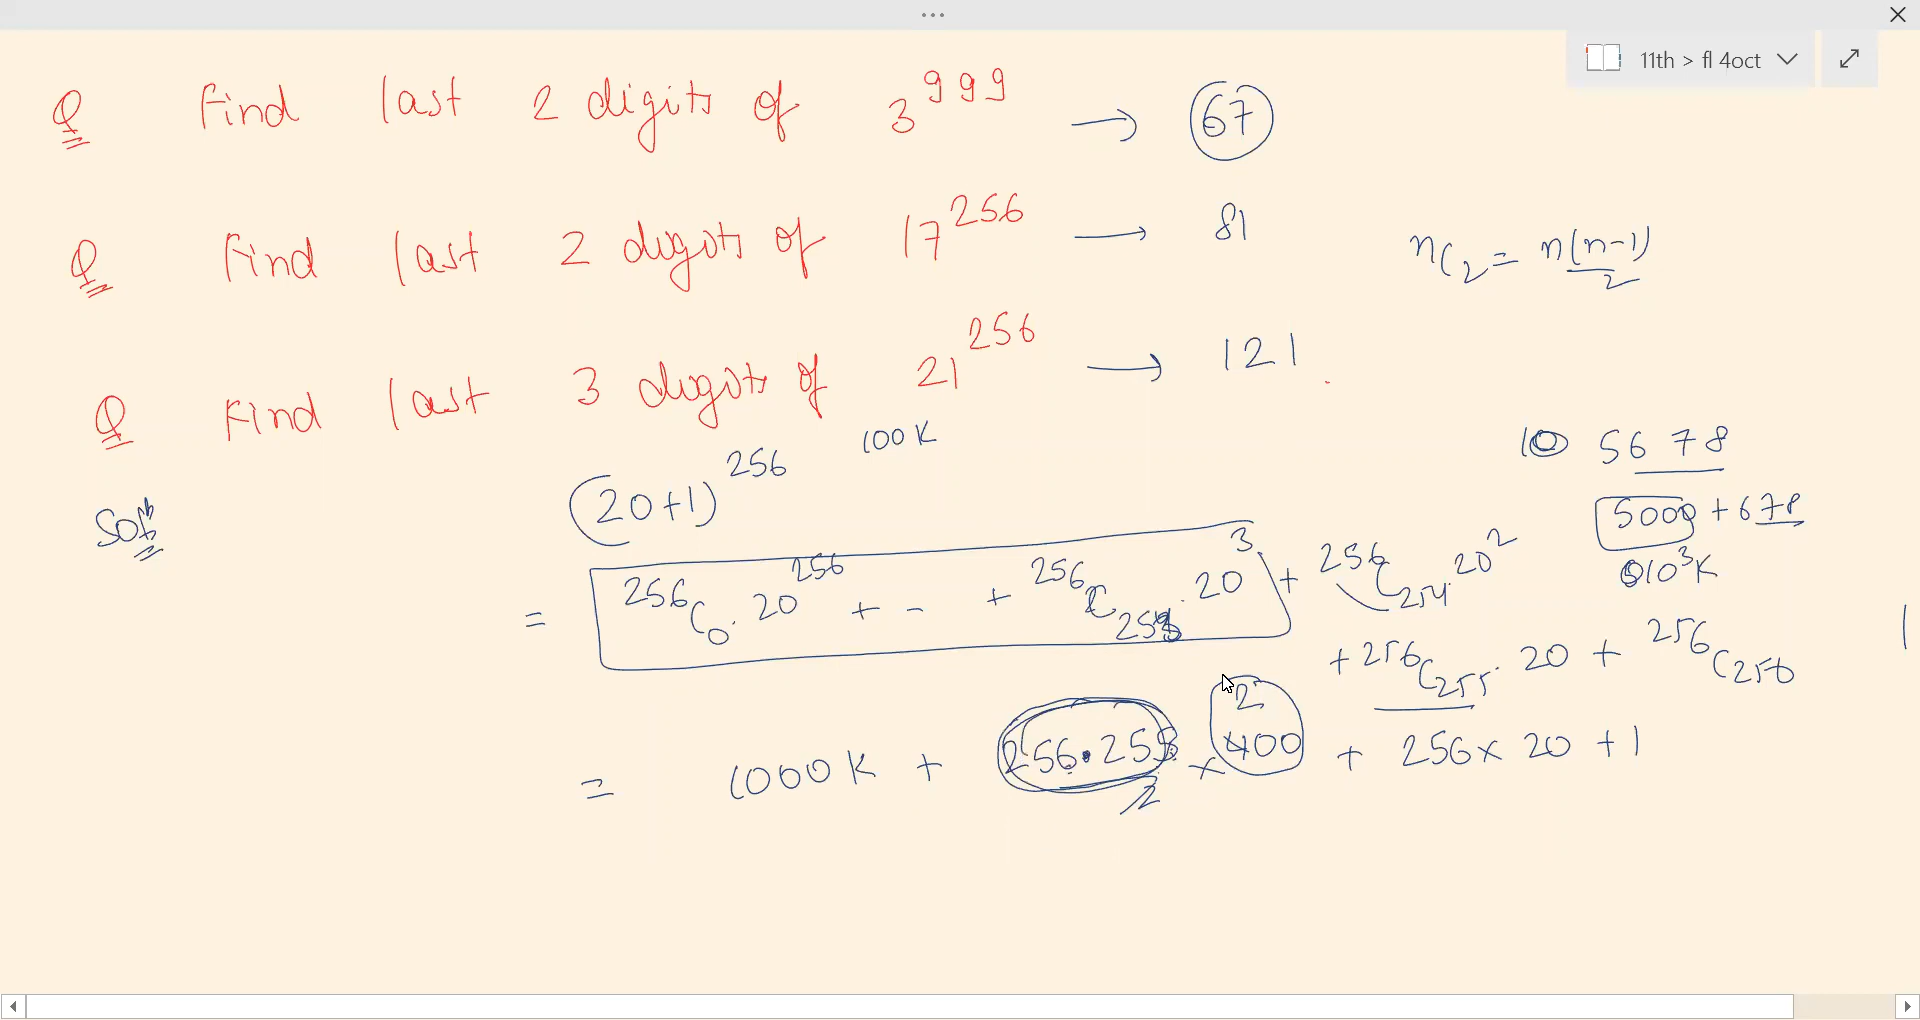 11th > fl 4oct
Q Find last 2 digits of 3^999 → 67
Q Find last 2 digits of 17^256 → 81
nC2 = n(n-1)/2
Q Find last 3 digits of 21^256 → 121
100K
Sol^n (20+1)^256
10 5678
5000 + 678
10^3 K
= 256C0 . 20^256 + - + 256C253 . 20^3 + 256C254 . 20^2
+ 256C255 . 20 + 256C256
= 1000K + 256.255/2 × 400 + 256 × 20 + 1
2